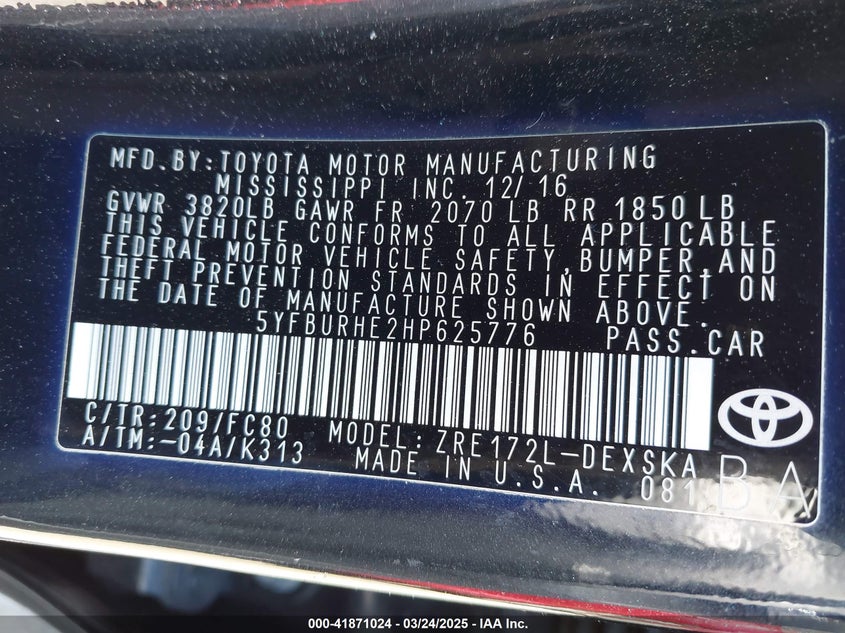 MFD.BY:TOYOTA MOTOR MANUFACTURING
MISSISSIPPI INC. 12/16
GVWR 3820LB GAWR FR 2070 LB RR 1850 LB
THIS VEHICLE CONFORMS TO ALL APPLICABLE
FEDERAL MOTOR VEHICLE SAFETY,BUMPER,AND
THEFT PREVENTION STANDARDS IN EFFECT ON
THE DATE OF MANUFACTURE SHOWN ABOVE.
5YFBURHE2HP625776 PASS.CAR
C/TR:209/FC80 MODEL:ZRE172L-DEXSKA
A/TM:-04A/K313 MADE IN U.S.A. 081 BA
000-41871024 / 03/24/2025 / IAA Inc.